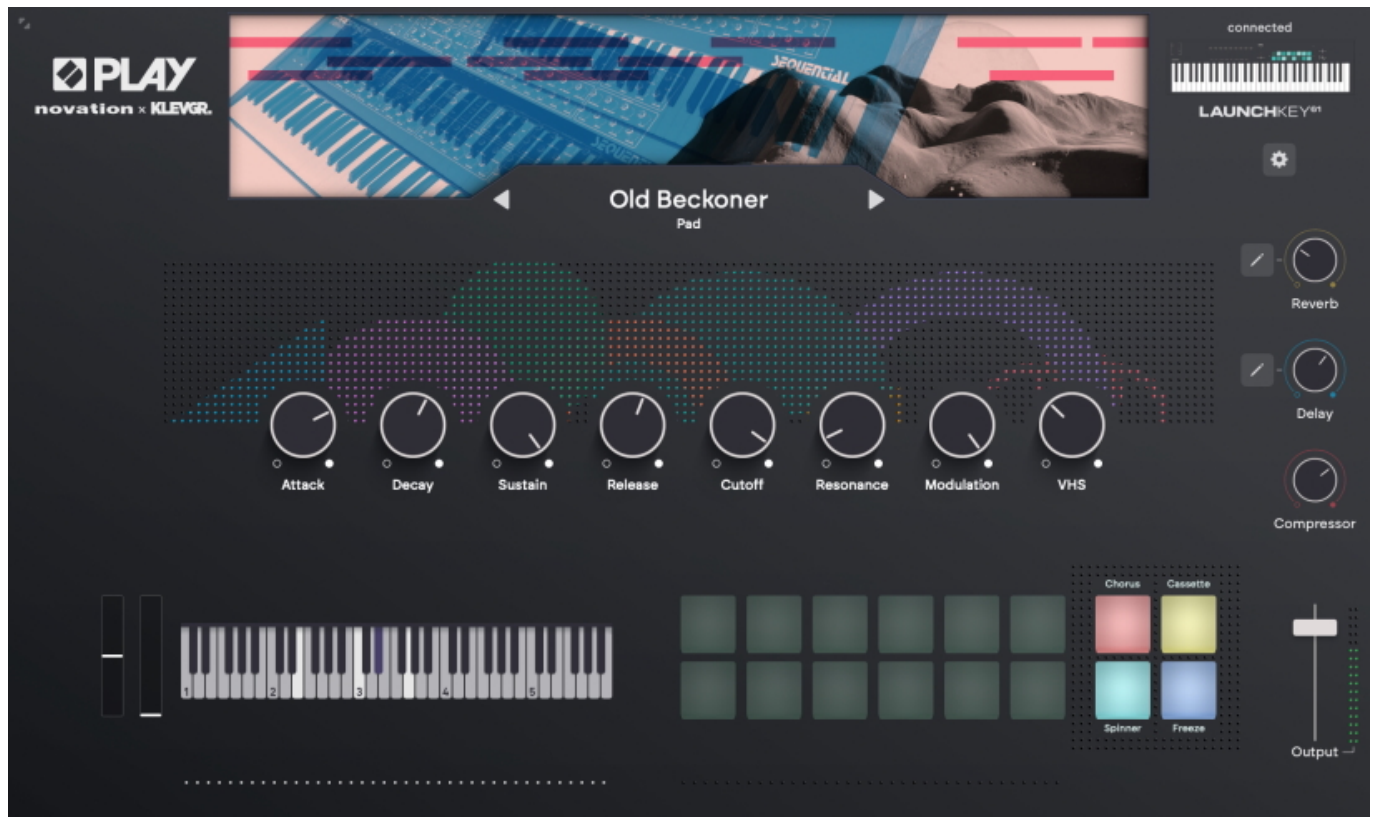 PLAY
novation × KLEVGR.
SEQUENTIAL
SEQUENTIAL
connected
LAUNCHKEY
Old Beckoner
Pad
Reverb
Delay
Compressor
Attack Decay Sustain Release Cutoff Resonance Modulation VHS
Chorus Cassette
1 2 3 4 5
Spinner Freeze
Output